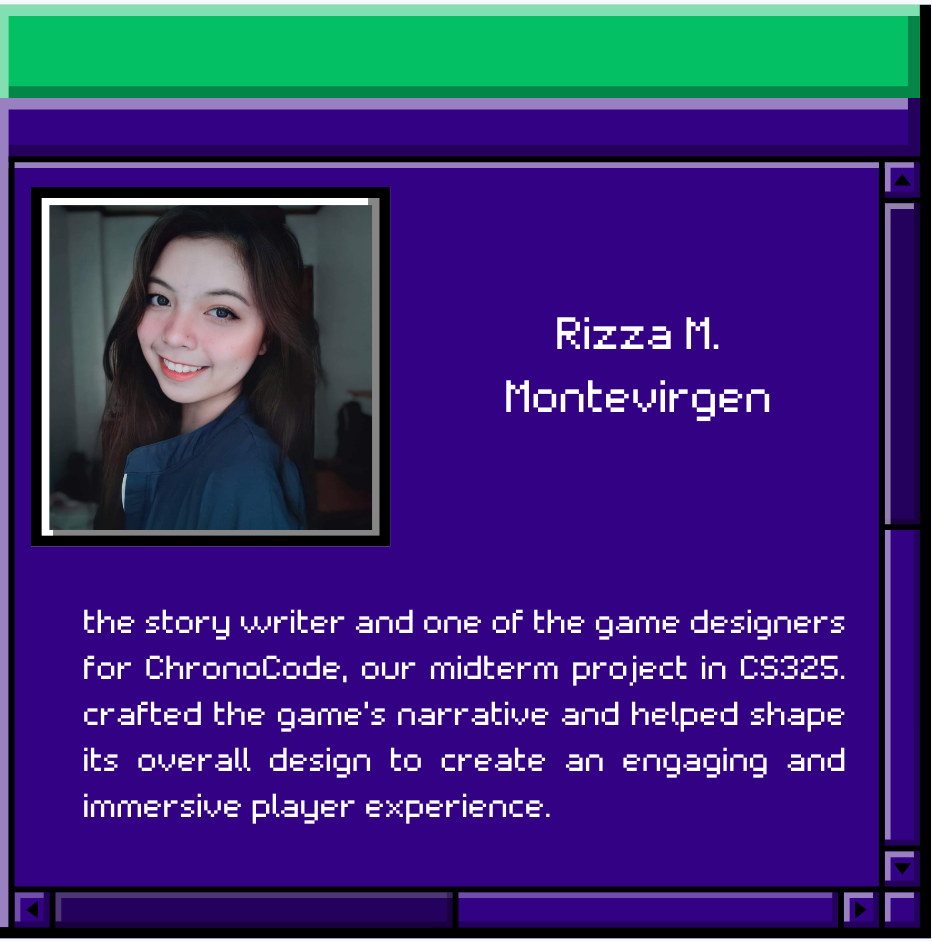 Rizza M.
Montevirgen
the story writer and one of the game designers
for ChronoCode, our midterm project in CS325.
crafted the game's narrative and helped shape
its overall design to create an engaging and
immersive player experience.